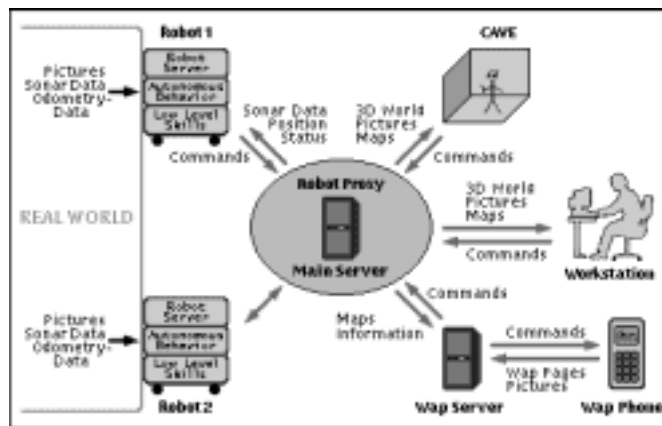 Robot 1
CAVE
Robot
Server
Autonomous
Behavior
Low Level
Skills
Pictures
Sonar Data
Odometry-
Data
Sonar Data
Position
Status
Commands
3D World
Pictures
Maps
Commands
Robot Proxy
Main Server
3D World
Pictures
Maps
Commands
Workstation
REAL WORLD
Robot
Server
Autonomous
Behavior
Low Level
Skills
Pictures
Sonar Data
Odometry-
Data
Robot 2
Maps
Information
Commands
Wap Server
Commands
Wap Pages
Pictures
Wap Phone